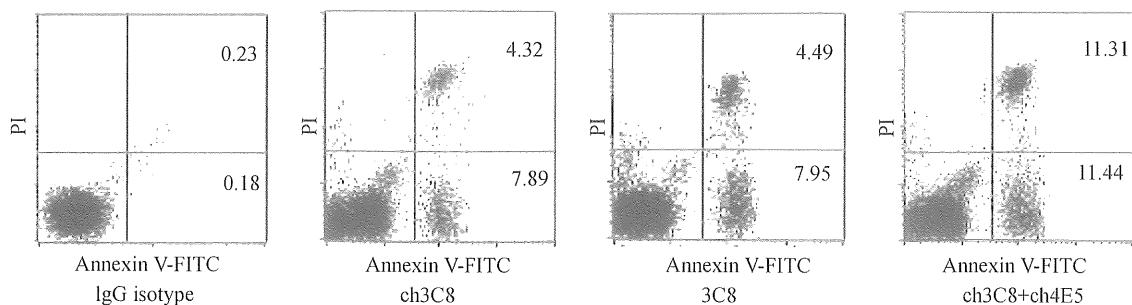 PI
0.23
0.18
Annexin V-FITC
lgG isotype
PI
4.32
7.89
Annexin V-FITC
ch3C8
PI
4.49
7.95
Annexin V-FITC
3C8
PI
11.31
11.44
Annexin V-FITC
ch3C8+ch4E5